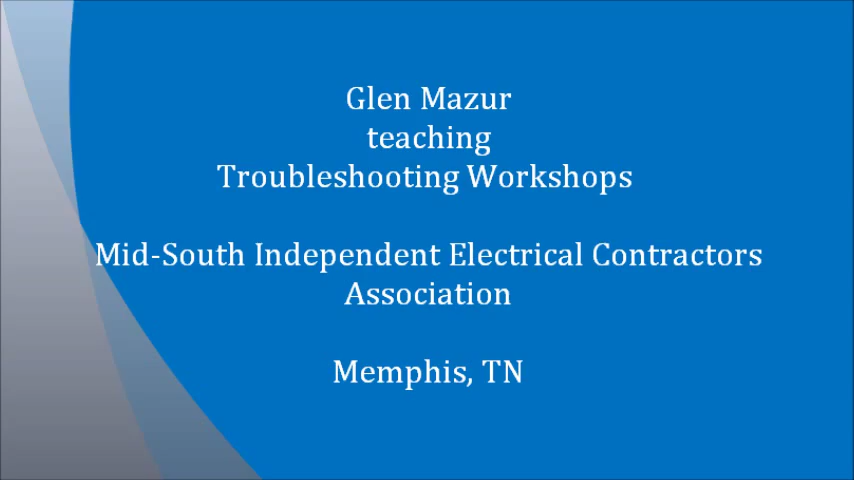 Glen Mazur
teaching
Troubleshooting Workshops
Mid-South Independent Electrical Contractors
Association
Memphis, TN